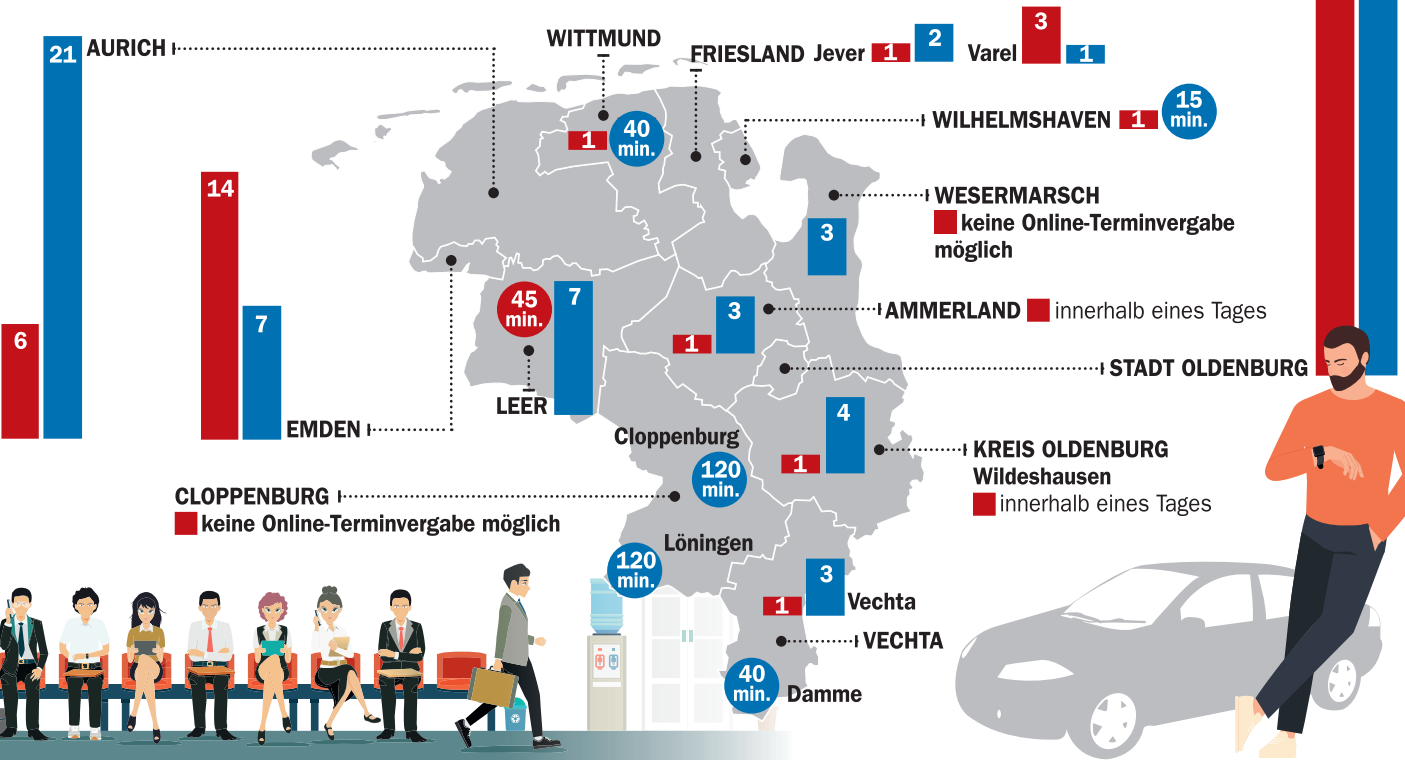 21 AURICH
6
WITTMUND
1 40 min.
FRIESLAND Jever 1 2 Varel 3 1
WILHELMSHAVEN 1 15 min.
WESERMARSCH
keine Online-Terminvergabe
möglich
3
14
7
EMDEN
45 min. 7
LEER
3
1
AMMERLAND innerhalb eines Tages
STADT OLDENBURG
4
1
KREIS OLDENBURG
Wildeshausen
innerhalb eines Tages
Cloppenburg
120 min.
CLOPPENBURG
keine Online-Terminvergabe möglich
Löningen
120 min.
3
1
Vechta
VECHTA
40 min. Damme